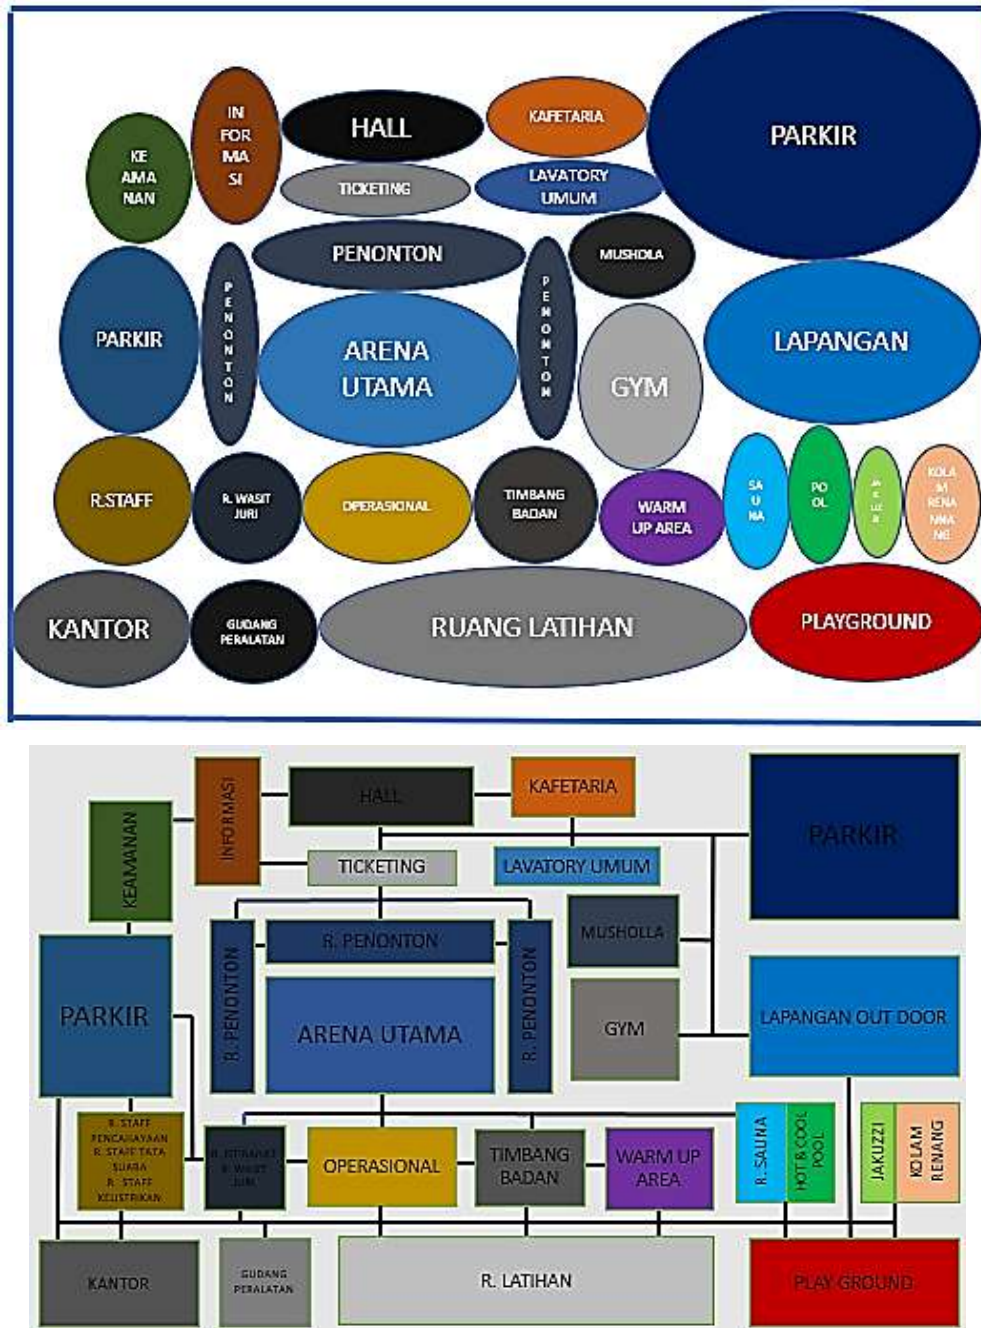 IN
FOR
MA
SI
HALL
KAFETARIA
PARKIR
KE
AMA
NAN
TICKETING
LAVATORY
UMUM
PENONTON
MUSHOLA
PARKIR
PENONTON
ARENA
UTAMA
PENONTON
GYM
LAPANGAN
R.STAFF
R. WASIT
JURI
OPERASIONAL
TIMBANG
BADAN
WARM
UP AREA
SA
U
NA
PO
OL
KOLA
M
RENA
KANTOR
GUDANG
PERALATAN
RUANG LATIHAN
PLAYGROUND
INFORMASI
HALL
KAFETARIA
PARKIR
KEAMANAN
TICKETING
LAVATORY UMUM
R. PENONTON
R. PENONTON
R. PENONTON
MUSHOLLA
PARKIR
ARENA UTAMA
GYM
LAPANGAN OUT DOOR
R. STAFF
PENCAHAYAAN
R. STAFF TATA
SUARA
R. STAFF
KELISTRIKAN
R. WASIT
JURI
OPERASIONAL
TIMBANG
BADAN
WARM UP
AREA
R. SAUNA
HOT & COOL
POOL
JAKUZZI
KOLAM
RENANG
KANTOR
GUDANG
PERALATAN
R. LATIHAN
PLAY GROUND